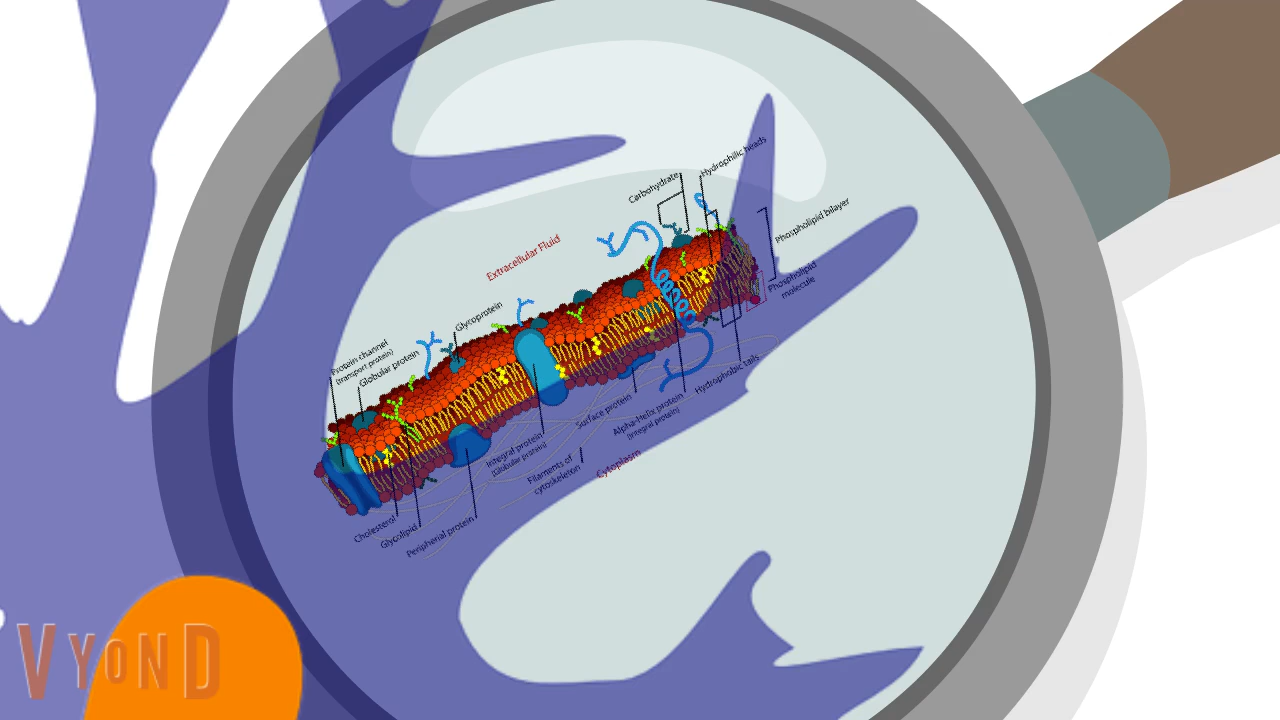 Carbohydrate
Hydrophilic heads
Phospholipid bilayer
Phospholipid
molecule
Extracellular Fluid
Glycoprotein
Protein channel
(transport protein)
Globular protein
Hydrophobic tails
Alpha-Helix protein
(Integral protein)
Surface protein
Integral protein
(Globular protein)
Filaments of
cytoskeleton
Cytoplasm
Cholesterol
Glycolipid
Peripherial protein
VYOND